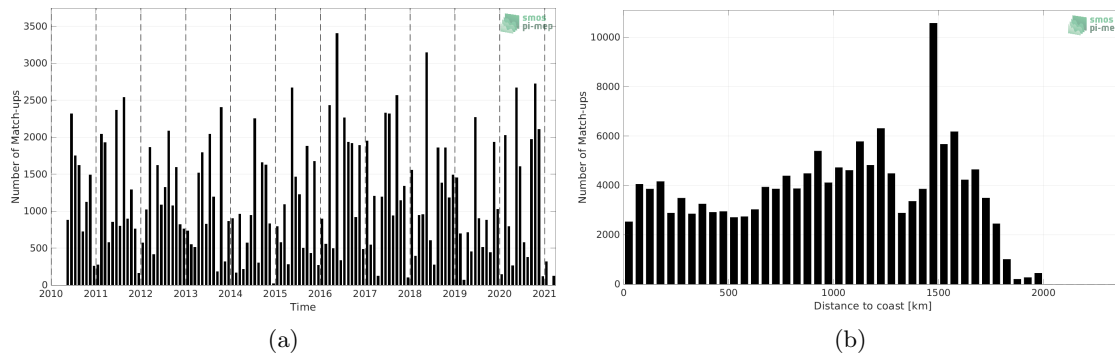 smos
pi-mep
3500
3000
2500
2000
1500
1000
500
0
Number of Match-ups
2010 2011 2012 2013 2014 2015 2016 2017 2018 2019 2020 2021
Time
(a)
smos
pi-mep
10000
8000
6000
4000
2000
0
Number of Match-ups
0 500 1000 1500 2000
Distance to coast [km]
(b)